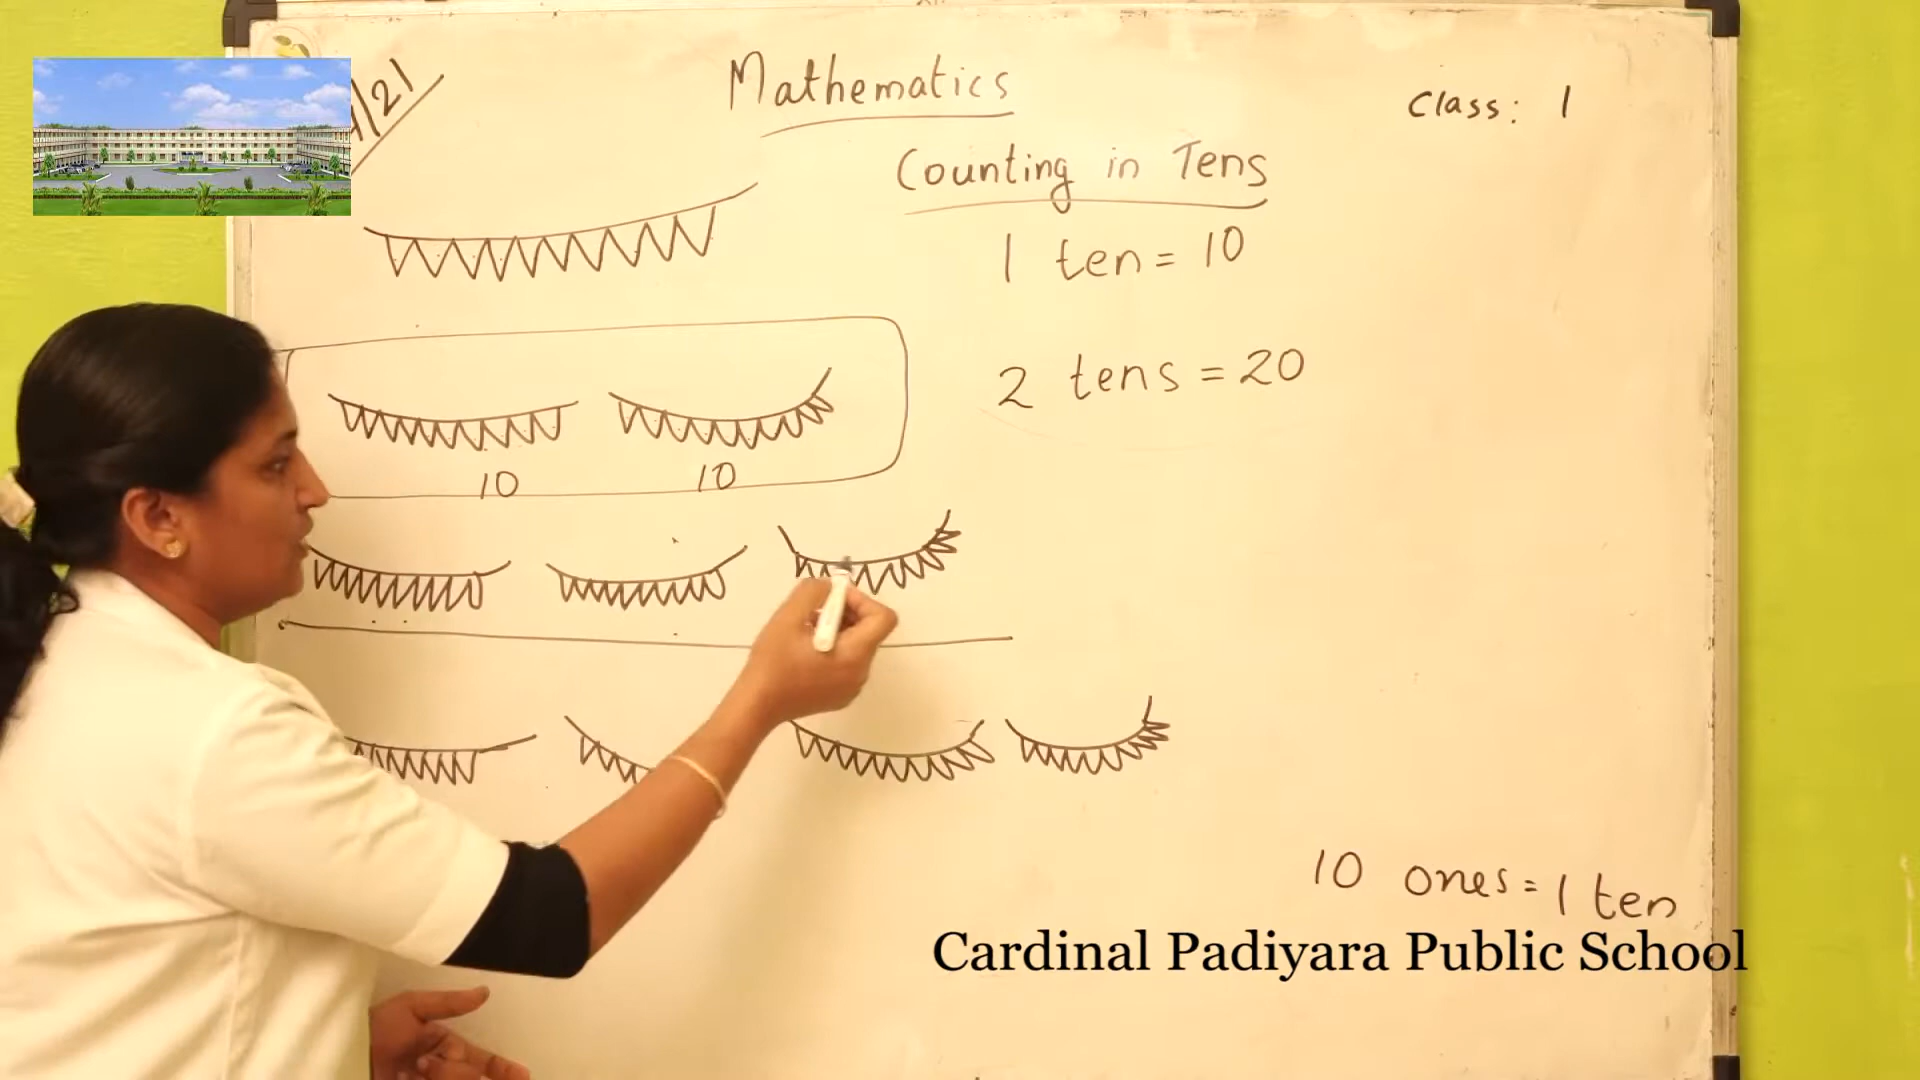 /21
Mathematics
Class: 1
Counting in Tens
1 ten = 10
2 tens = 20
10 10
10 ones = 1 ten
Cardinal Padiyara Public School